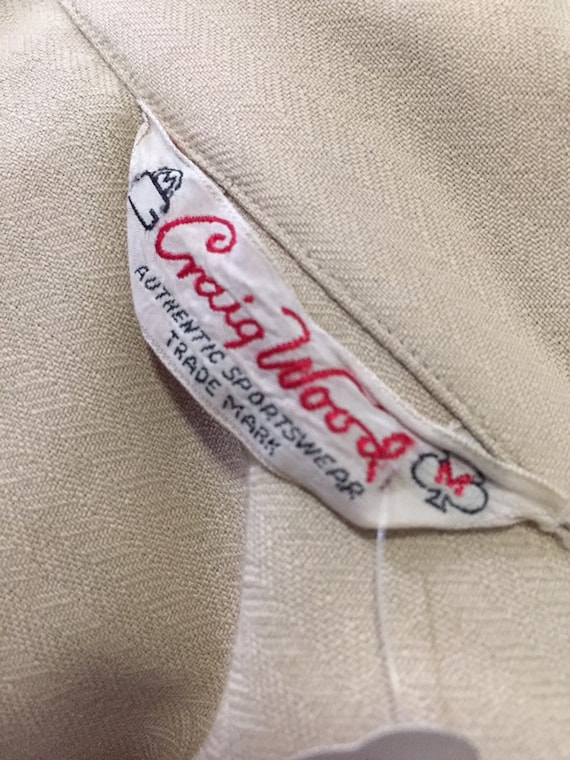 Craig Wood
AUTHENTIC SPORTSWEAR
TRADE MARK
M